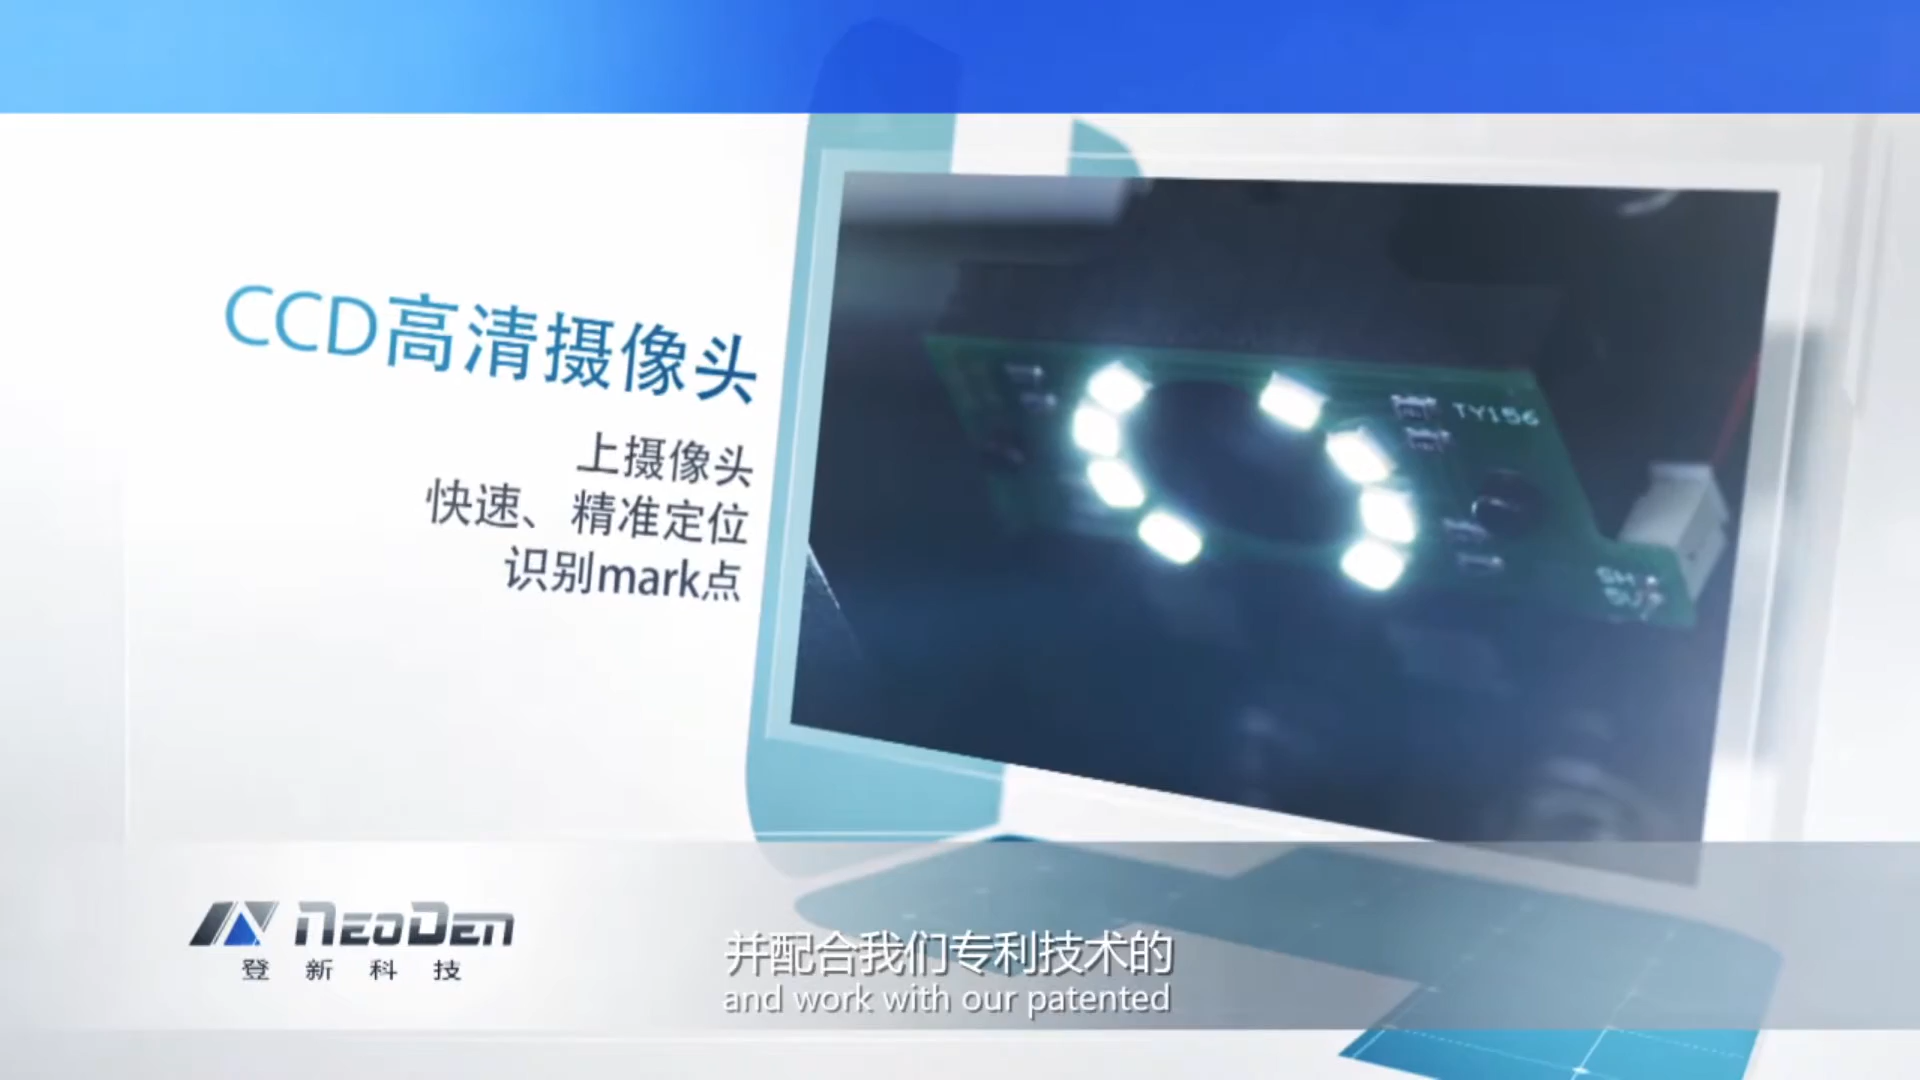 CCD高清摄像头
上摄像头
快速、精准定位
识别mark点
TY156
5V
NEODEN
登新科技
并配合我们专利技术的
and work with our patented